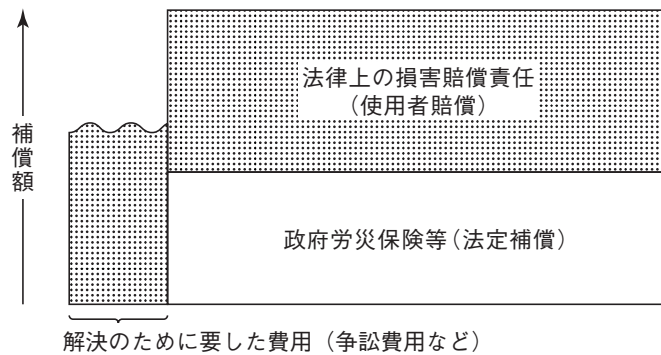 補償額
法律上の損害賠償責任
（使用者賠償）
政府労災保険等（法定補償）
解決のために要した費用（争訟費用など）